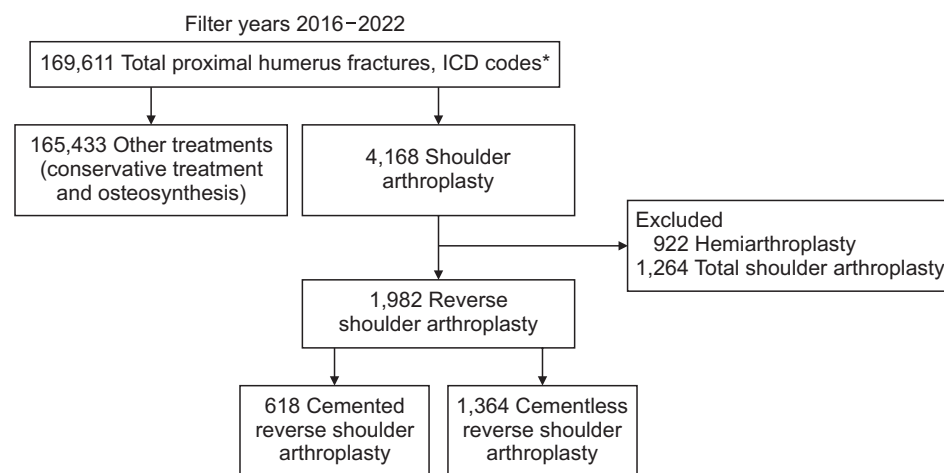 Filter years 2016−2022
169,611 Total proximal humerus fractures, ICD codes*
165,433 Other treatments
(conservative treatment
and osteosynthesis)
4,168 Shoulder
arthroplasty
Excluded
922 Hemiarthroplasty
1,264 Total shoulder arthroplasty
1,982 Reverse
shoulder arthroplasty
618 Cemented
reverse shoulder
arthroplasty
1,364 Cementless
reverse shoulder
arthroplasty